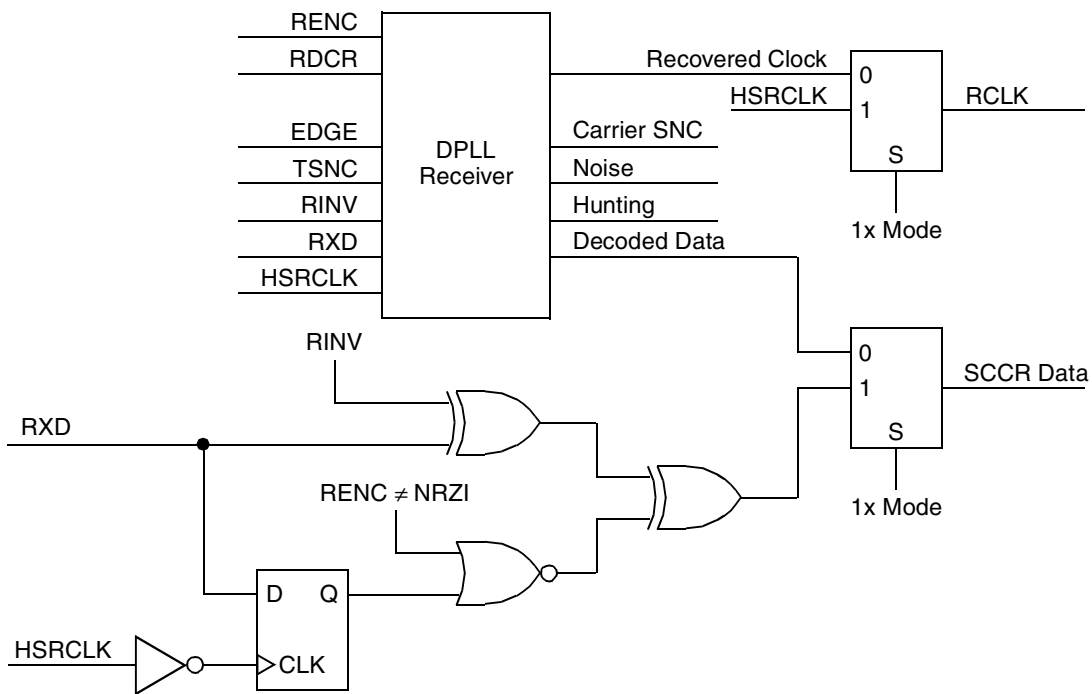 RENC
RDCR
EDGE
TSNC
RINV
RXD
HSRCLK
DPLL
Receiver
Recovered Clock
HSRCLK
Carrier SNC
Noise
Hunting
Decoded Data
0
1
S
RCLK
1x Mode
RINV
RXD
RENC ≠ NRZI
0
1
S
SCCR Data
1x Mode
D Q
CLK
HSRCLK